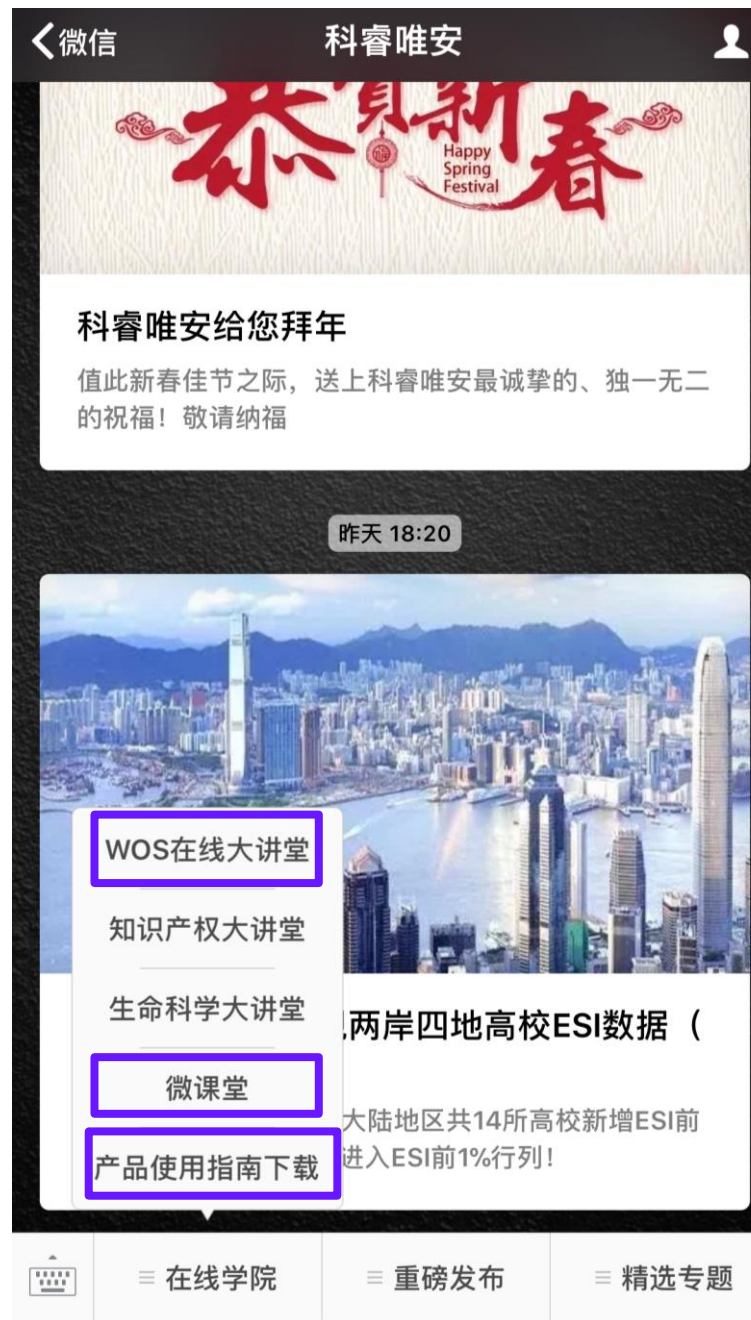 微信
科睿唯安
恭贺新春
Happy
Spring
Festival
科睿唯安给您拜年
值此新春佳节之际，送上科睿唯安最诚挚的、独一无二
的祝福！敬请纳福
昨天 18:20
WOS在线大讲堂
知识产权大讲堂
生命科学大讲堂
微课堂
产品使用指南下载
两岸四地高校ESI数据（
大陆地区共14所高校新增ESI前
进入ESI前1%行列！
在线学院
重磅发布
精选专题